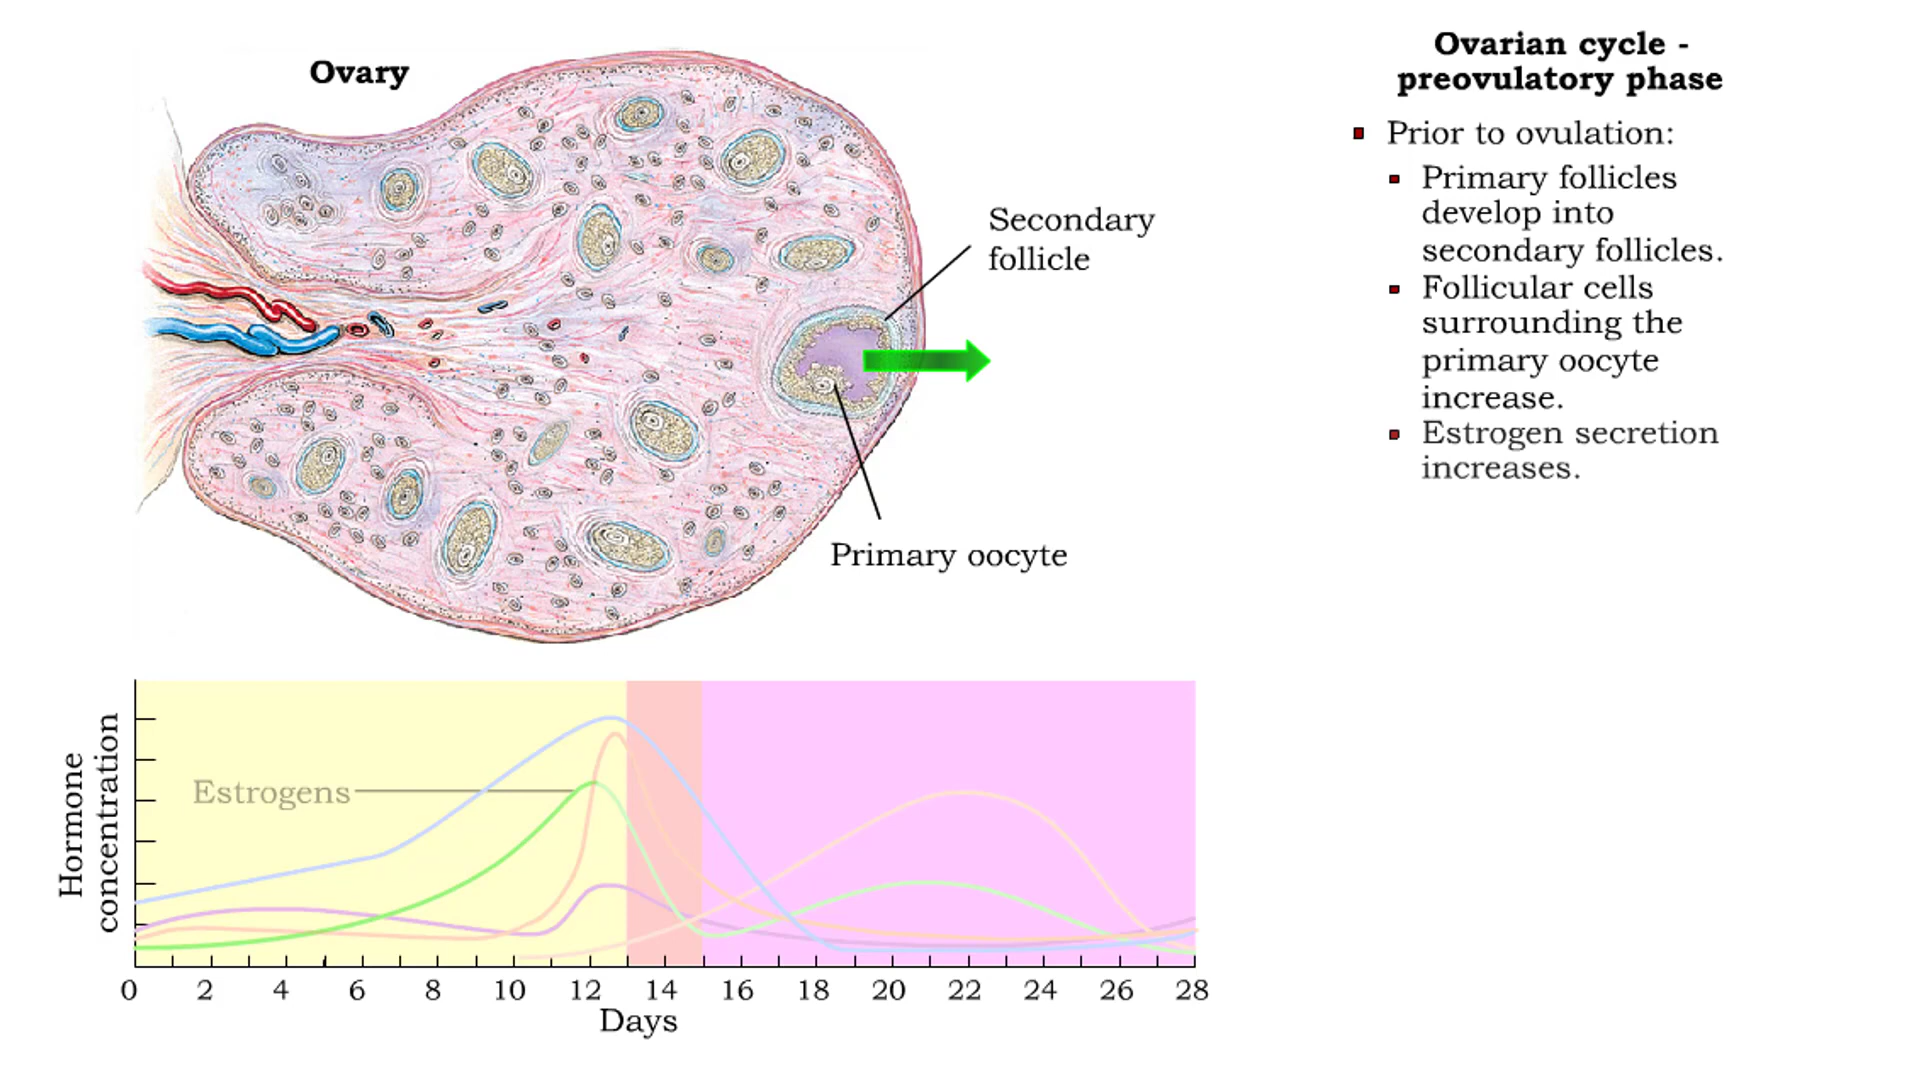 Ovary
Secondary
follicle
Primary oocyte
Ovarian cycle -
preovulatory phase
Prior to ovulation:
Primary follicles
develop into
secondary follicles.
Follicular cells
surrounding the
primary oocyte
increase.
Estrogen secretion
increases.
Hormone
concentration
Estrogens
0 2 4 6 8 10 12 14 16 18 20 22 24 26 28
Days